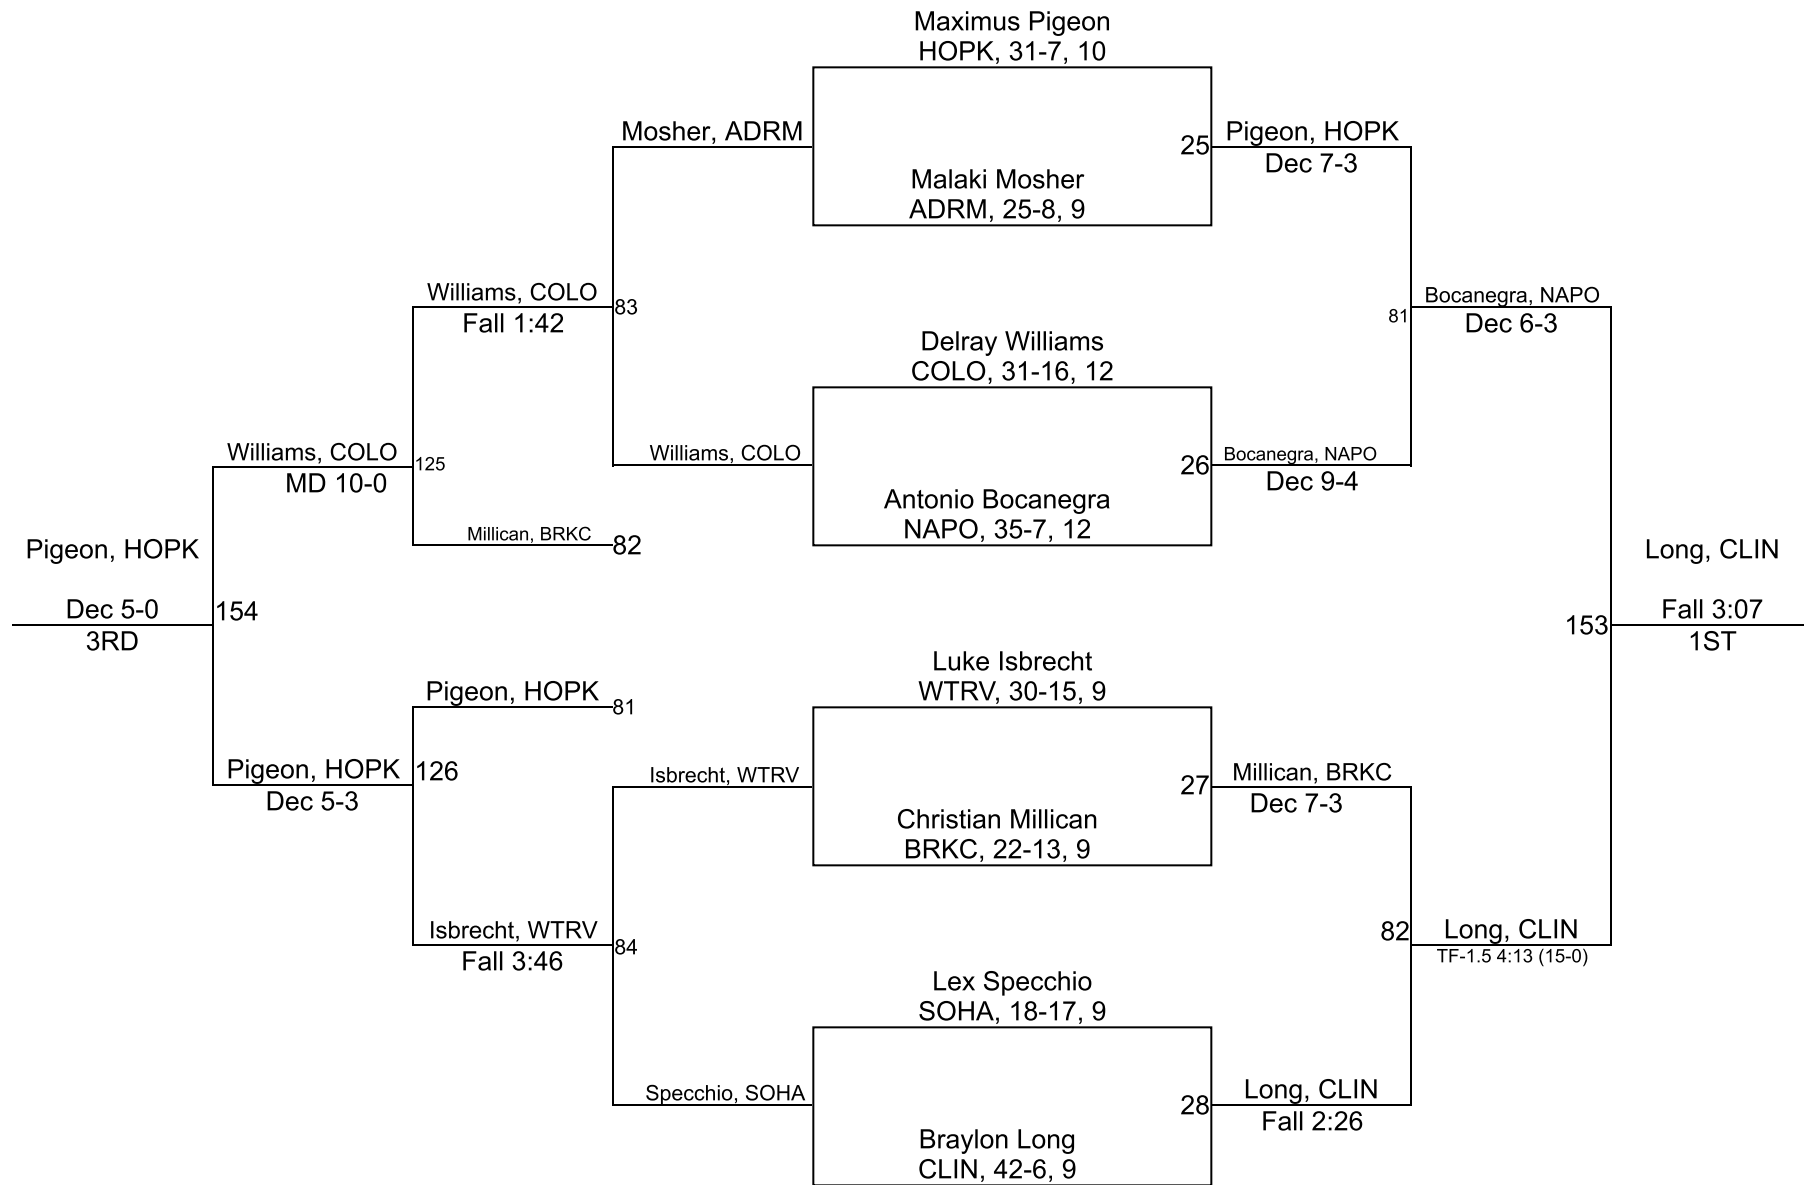 Maximus Pigeon
HOPK, 31-7, 10
Mosher, ADRM
25
Pigeon, HOPK
Dec 7-3
Malaki Mosher
ADRM, 25-8, 9
Williams, COLO
Fall 1:42
83
81
Bocanegra, NAPO
Dec 6-3
Delray Williams
COLO, 31-16, 12
Williams, COLO
MD 10-0
125
Williams, COLO
26
Bocanegra, NAPO
Dec 9-4
Antonio Bocanegra
NAPO, 35-7, 12
Millican, BRKC
82
Pigeon, HOPK
Dec 5-0
3RD
154
Long, CLIN
153
Fall 3:07
1ST
Luke Isbrecht
WTRV, 30-15, 9
Pigeon, HOPK
81
Pigeon, HOPK
Dec 5-3
126
Isbrecht, WTRV
27
Millican, BRKC
Dec 7-3
Christian Millican
BRKC, 22-13, 9
Isbrecht, WTRV
Fall 3:46
84
82
Long, CLIN
TF-1.5 4:13 (15-0)
Lex Specchio
SOHA, 18-17, 9
Specchio, SOHA
28
Long, CLIN
Fall 2:26
Braylon Long
CLIN, 42-6, 9